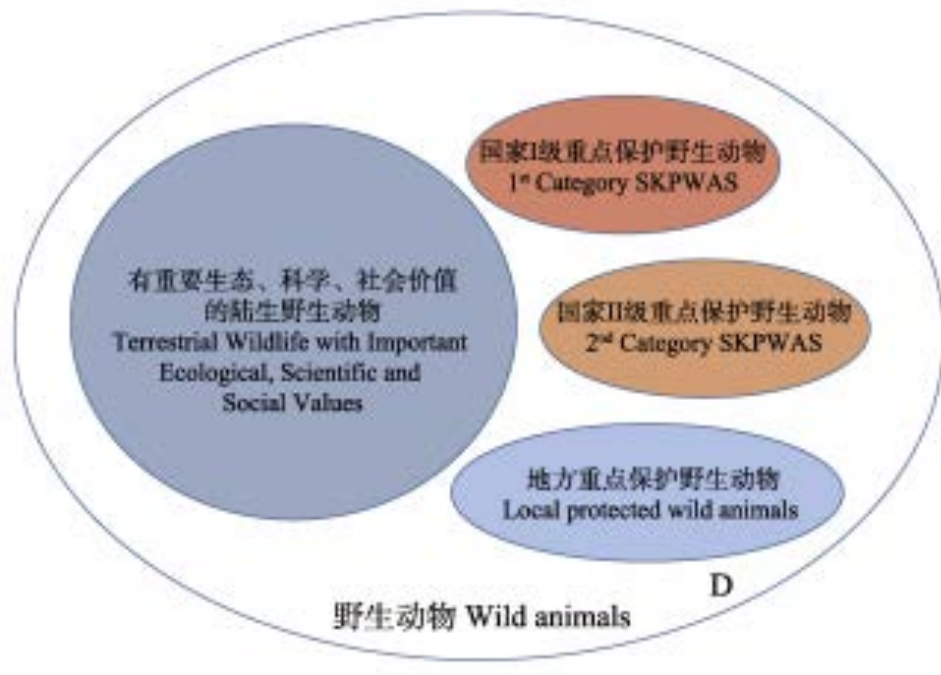 国家I级重点保护野生动物
1st Category SKPWAS
有重要生态、科学、社会价值
的陆生野生动物
Terrestrial Wildlife with Important
Ecological, Scientific and
Social Values
国家II级重点保护野生动物
2nd Category SKPWAS
地方重点保护野生动物
Local protected wild animals
D
野生动物 Wild animals